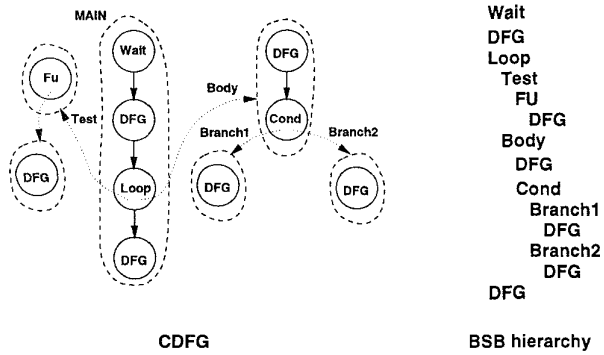 MAIN
Wait
Fu
DFG
Cond
Test
Body
DFG
Branch1
Branch2
DFG
Loop
DFG
DFG
DFG
DFG
CDFG
Wait
DFG
Loop
Test
FU
DFG
Body
DFG
Cond
Branch1
DFG
Branch2
DFG
DFG
BSB hierarchy